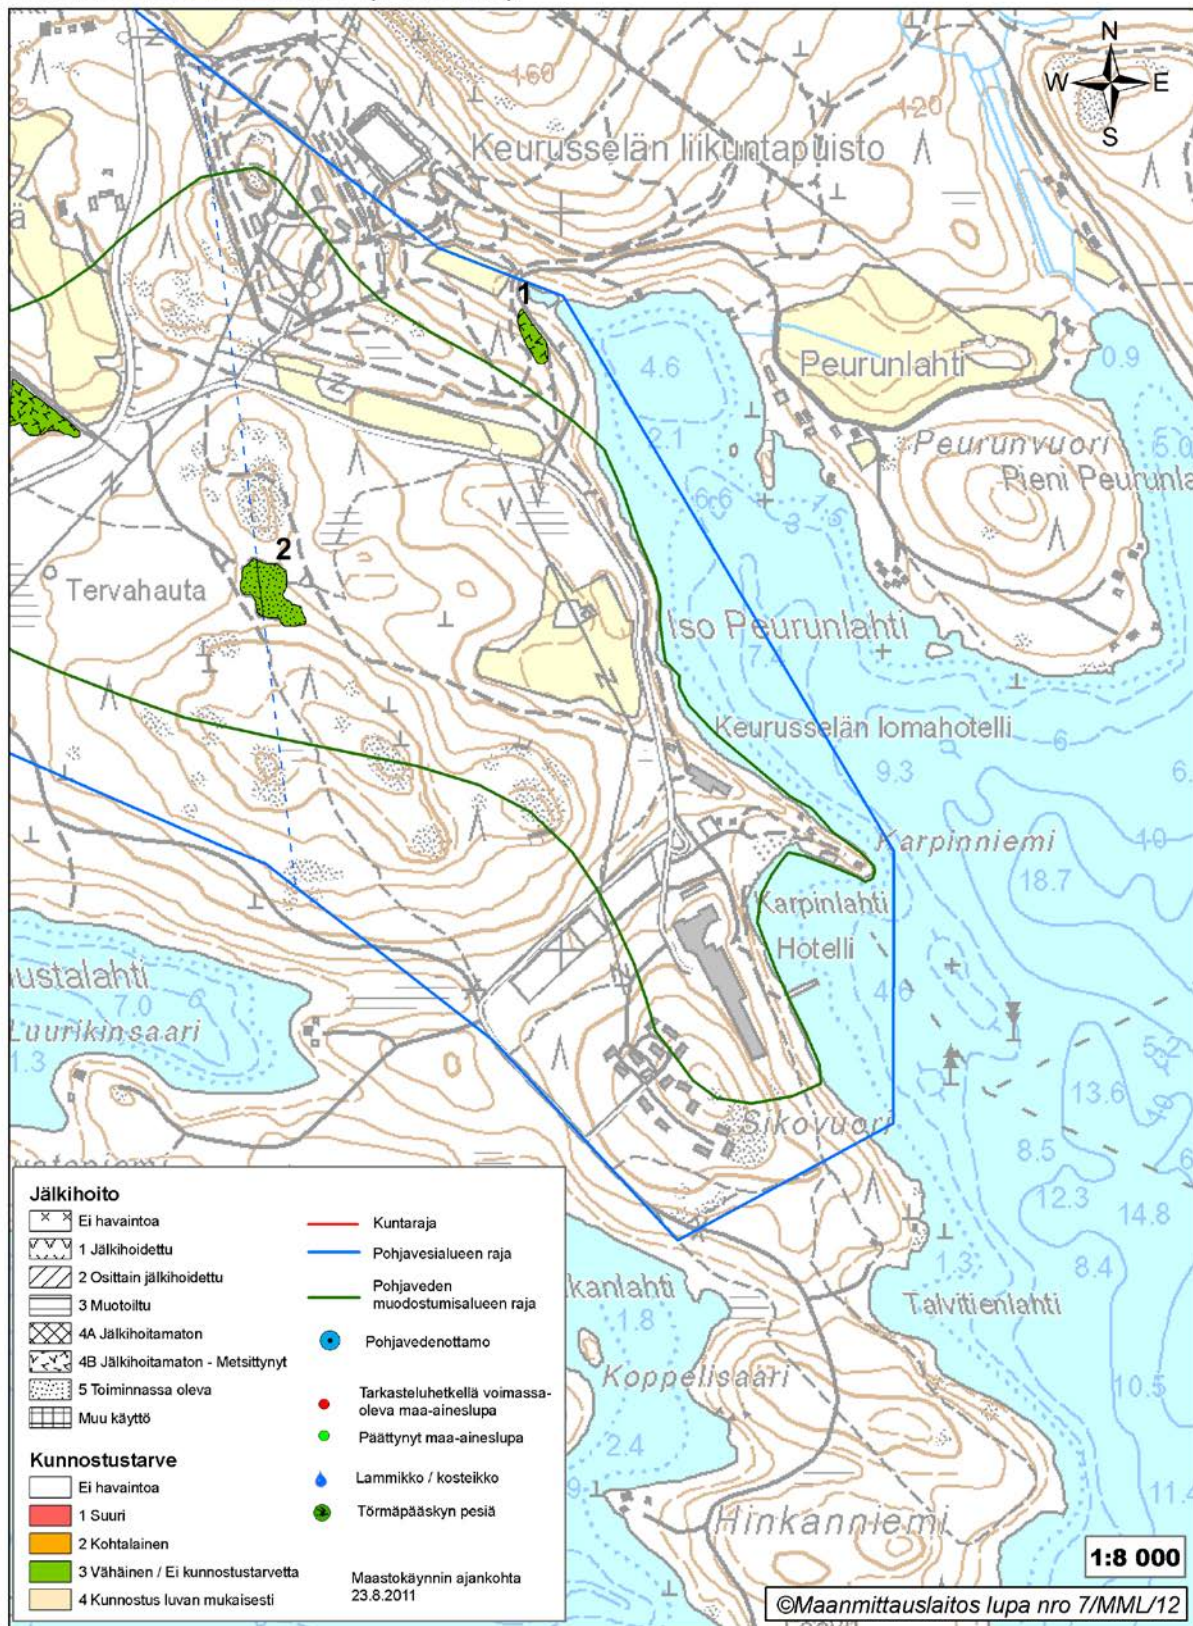 N
W E
S
160
120
Keurusselän liikuntapuisto
ä
1
4.6
Peurunlahti
0.9
2.1
Peurunvuori
5.0
Pieni Peurunla
6.6
3
1.5
2
Tervahauta
Iso Peurunlahti
Keurusselän lomahotelli
6
9.3
6.
10
Karpinniemi
18.7
Karpinlahti
Hotelli
ustalahti
7.0
6
4.6
Luurikinsaari
1.3
5.2
13.6
10
Sikovuori
8.5
6
12.3
14.8
1.3
8.4
kanlahti
Talvitienlahti
1.8
Koppelisaari
10.5
2.4
9
11.4
Hinkanniemi
Jälkihoito
Ei havaintoa
1 Jälkihoidettu
2 Osittain jälkihoidettu
3 Muotoiltu
4A Jälkihoitamaton
4B Jälkihoitamaton - Metsittynyt
5 Toiminnassa oleva
Muu käyttö
Kunnostustarve
Ei havaintoa
1 Suuri
2 Kohtalainen
3 Vähäinen / Ei kunnostustarvetta
4 Kunnostus luvan mukaisesti
Kuntaraja
Pohjavesialueen raja
Pohjaveden
muodostumisalueen raja
Pohjavedenottamo
Tarkasteluhetkellä voimassa-
oleva maa-aineslupa
Päättynyt maa-aineslupa
Lammikko / kosteikko
Törmäpääskyn pesiä
Maastokäynnin ajankohta
23.8.2011
1:8 000
©Maanmittauslaitos lupa nro 7/MML/12